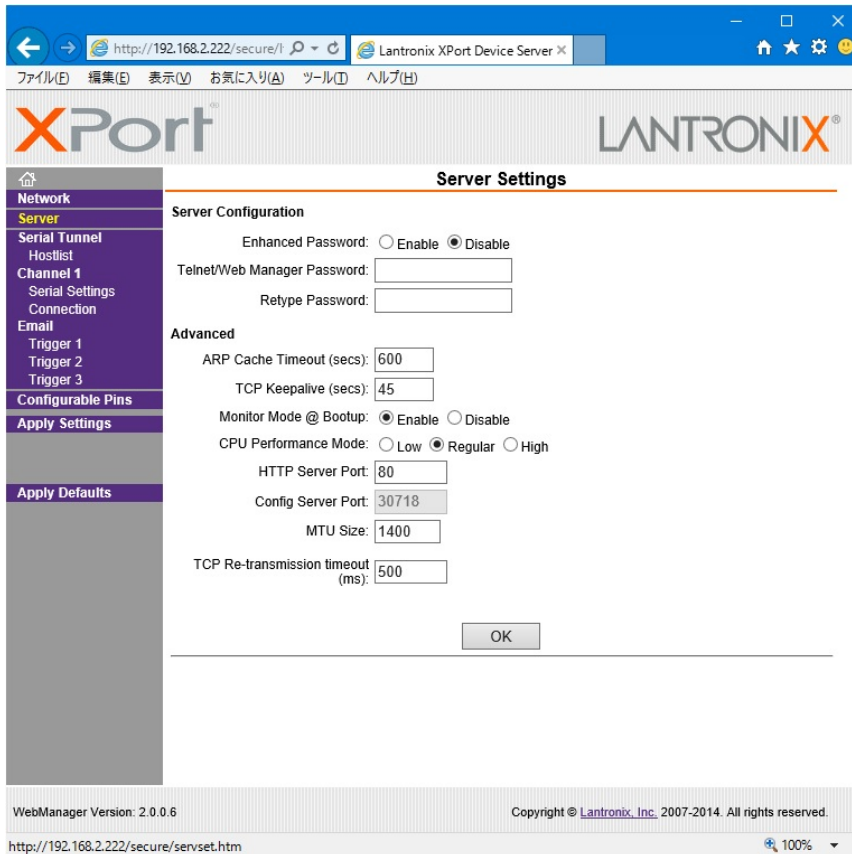 http://192.168.2.222/secure/l
Lantronix XPort Device Server
ファイル(F) 編集(E) 表示(V) お気に入り(A) ツール(T) ヘルプ(H)
XPort®
LANTRONIX®
Network
Server
Serial Tunnel
Hostlist
Channel 1
Serial Settings
Connection
Email
Trigger 1
Trigger 2
Trigger 3
Configurable Pins
Apply Settings
Apply Defaults
Server Settings
Server Configuration
Enhanced Password: Enable Disable
Telnet/Web Manager Password:
Retype Password:
Advanced
ARP Cache Timeout (secs): 600
TCP Keepalive (secs): 45
Monitor Mode @ Bootup: Enable Disable
CPU Performance Mode: Low Regular High
HTTP Server Port: 80
Config Server Port: 30718
MTU Size: 1400
TCP Re-transmission timeout
(ms): 500
OK
WebManager Version: 2.0.0.6
Copyright © Lantronix, Inc. 2007-2014. All rights reserved.
http://192.168.2.222/secure/servset.htm
100%